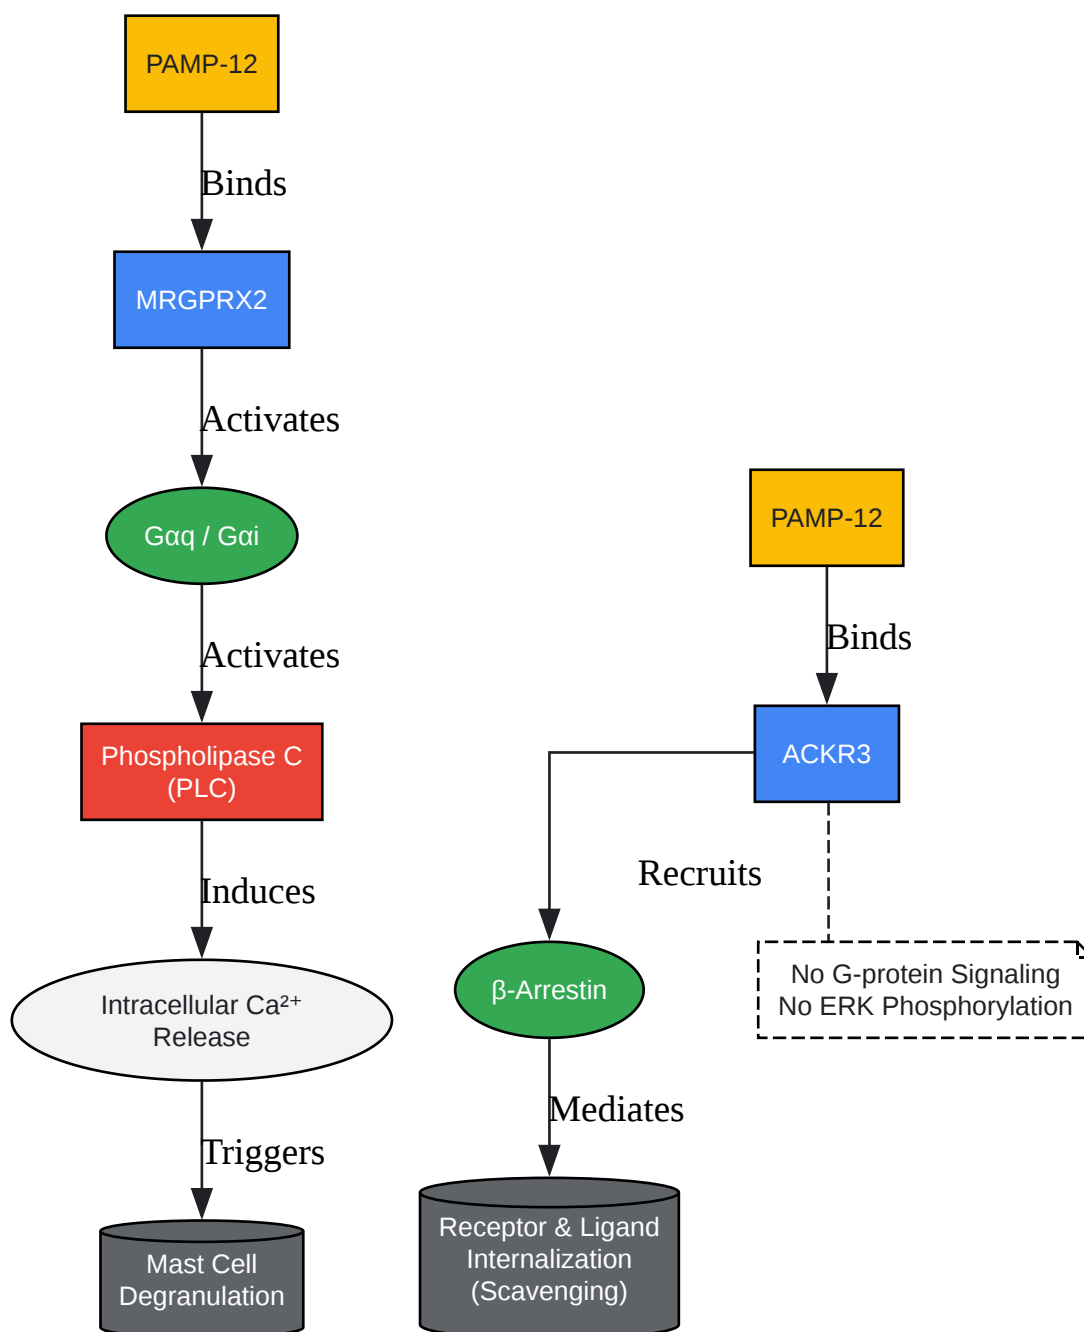 PAMP-12
Binds
MRGPRX2
Activates
Gαq / Gαi
Activates
Phospholipase C
(PLC)
Induces
Intracellular Ca²⁺
Release
Triggers
Mast Cell
Degranulation
PAMP-12
Binds
ACKR3
Recruits
β-Arrestin
Mediates
Receptor & Ligand
Internalization
(Scavenging)
No G-protein Signaling
No ERK Phosphorylation